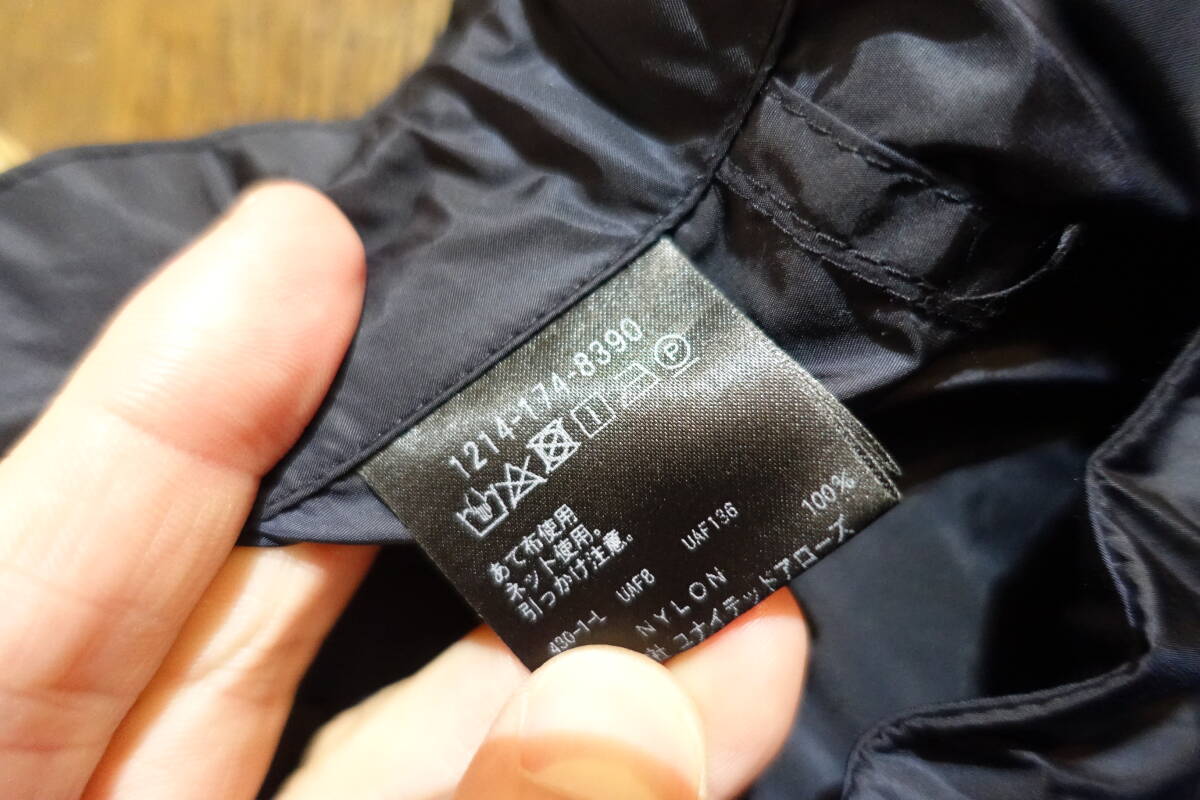 1214-174-8390
P
あて布使用
ネット使用。
引っかけ注意。
430-1-L UAF8 UAF136
NYLON 100%
社 ユナイテッドアローズ